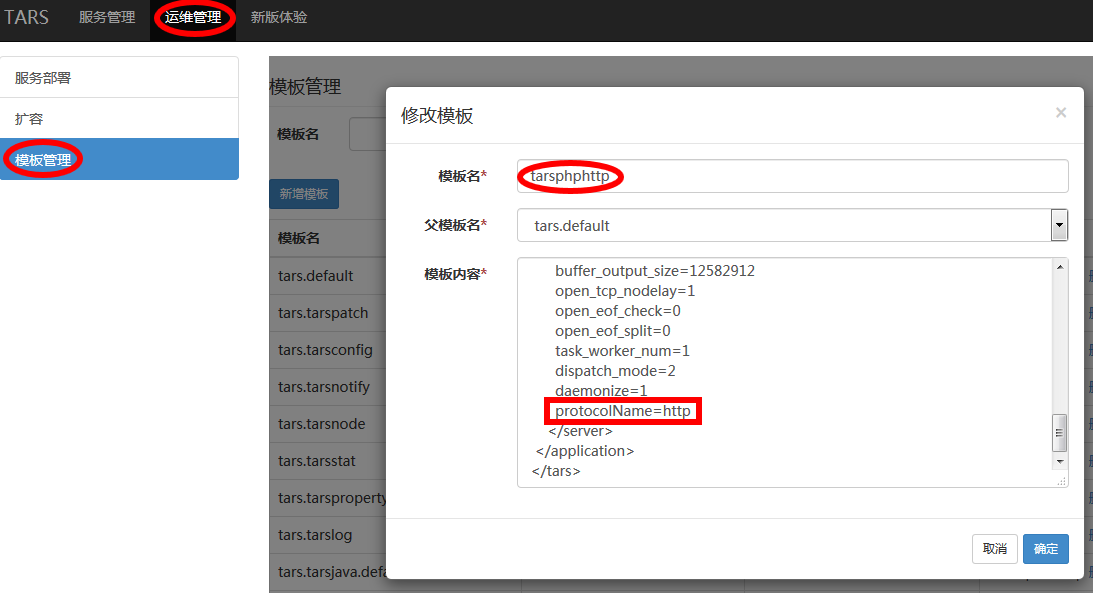 TARS 服务管理 运维管理 新版体验
服务部署
扩容
模板管理
模板管理
模板名
新增模板
模板名
tars.default
tars.tarspatch
tars.tarsconfig
tars.tarsnotify
tars.tarsnode
tars.tarsstat
tars.tarsproperty
tars.tarslog
tars.tarsjava.defa
修改模板 ×
模板名* tarsphphttp
父模板名* tars.default
模板内容*
buffer_output_size=12582912
open_tcp_nodelay=1
open_eof_check=0
open_eof_split=0
task_worker_num=1
dispatch_mode=2
daemonize=1
protocolName=http
</server>
</application>
</tars>
取消 确定